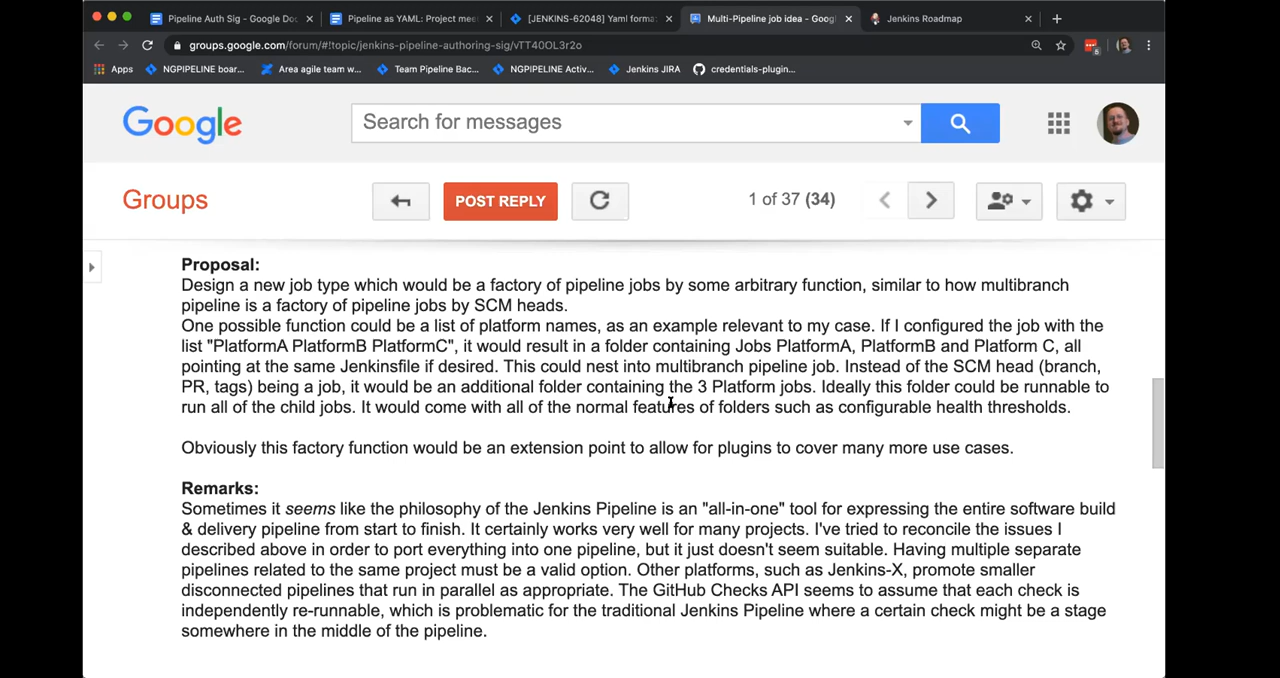 Pipeline Auth Sig - Google Doc
Pipeline as YAML: Project mee
[JENKINS-62048] Yaml forma
Multi-Pipeline job idea - Goog
Jenkins Roadmap
groups.google.com/forum/#!topic/jenkins-pipeline-authoring-sig/vTT40OL3r2o
Apps
NGPIPELINE boar...
Area agile team w...
Team Pipeline Bac...
NGPIPELINE Activ...
Jenkins JIRA
credentials-plugin...
Google
Search for messages
Groups
POST REPLY
1 of 37 (34)
Proposal:
Design a new job type which would be a factory of pipeline jobs by some arbitrary function, similar to how multibranch
pipeline is a factory of pipeline jobs by SCM heads.
One possible function could be a list of platform names, as an example relevant to my case. If I configured the job with the
list "PlatformA PlatformB PlatformC", it would result in a folder containing Jobs PlatformA, PlatformB and Platform C, all
pointing at the same Jenkinsfile if desired. This could nest into multibranch pipeline job. Instead of the SCM head (branch,
PR, tags) being a job, it would be an additional folder containing the 3 Platform jobs. Ideally this folder could be runnable to
run all of the child jobs. It would come with all of the normal features of folders such as configurable health thresholds.
Obviously this factory function would be an extension point to allow for plugins to cover many more use cases.
Remarks:
Sometimes it seems like the philosophy of the Jenkins Pipeline is an "all-in-one" tool for expressing the entire software build
& delivery pipeline from start to finish. It certainly works very well for many projects. I've tried to reconcile the issues I
described above in order to port everything into one pipeline, but it just doesn't seem suitable. Having multiple separate
pipelines related to the same project must be a valid option. Other platforms, such as Jenkins-X, promote smaller
disconnected pipelines that run in parallel as appropriate. The GitHub Checks API seems to assume that each check is
independently re-runnable, which is problematic for the traditional Jenkins Pipeline where a certain check might be a stage
somewhere in the middle of the pipeline.